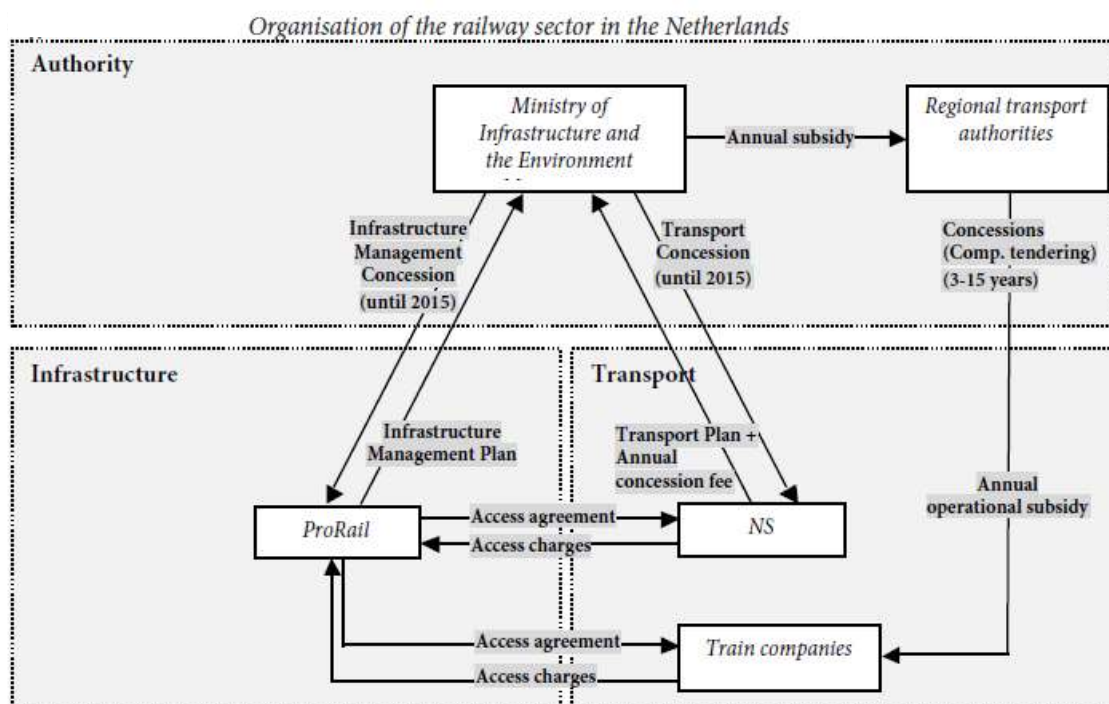 Organisation of the railway sector in the Netherlands
Authority
Ministry of
Infrastructure and
the Environment
Annual subsidy
Regional transport
authorities
Infrastructure
Management
Concession
(until 2015)
Transport
Concession
(until 2015)
Concessions
(Comp. tendering)
(3-15 years)
Infrastructure
Transport
Infrastructure
Management Plan
Transport Plan +
Annual
concession fee
Annual
operational subsidy
ProRail
Access agreement
Access charges
NS
Access agreement
Access charges
Train companies